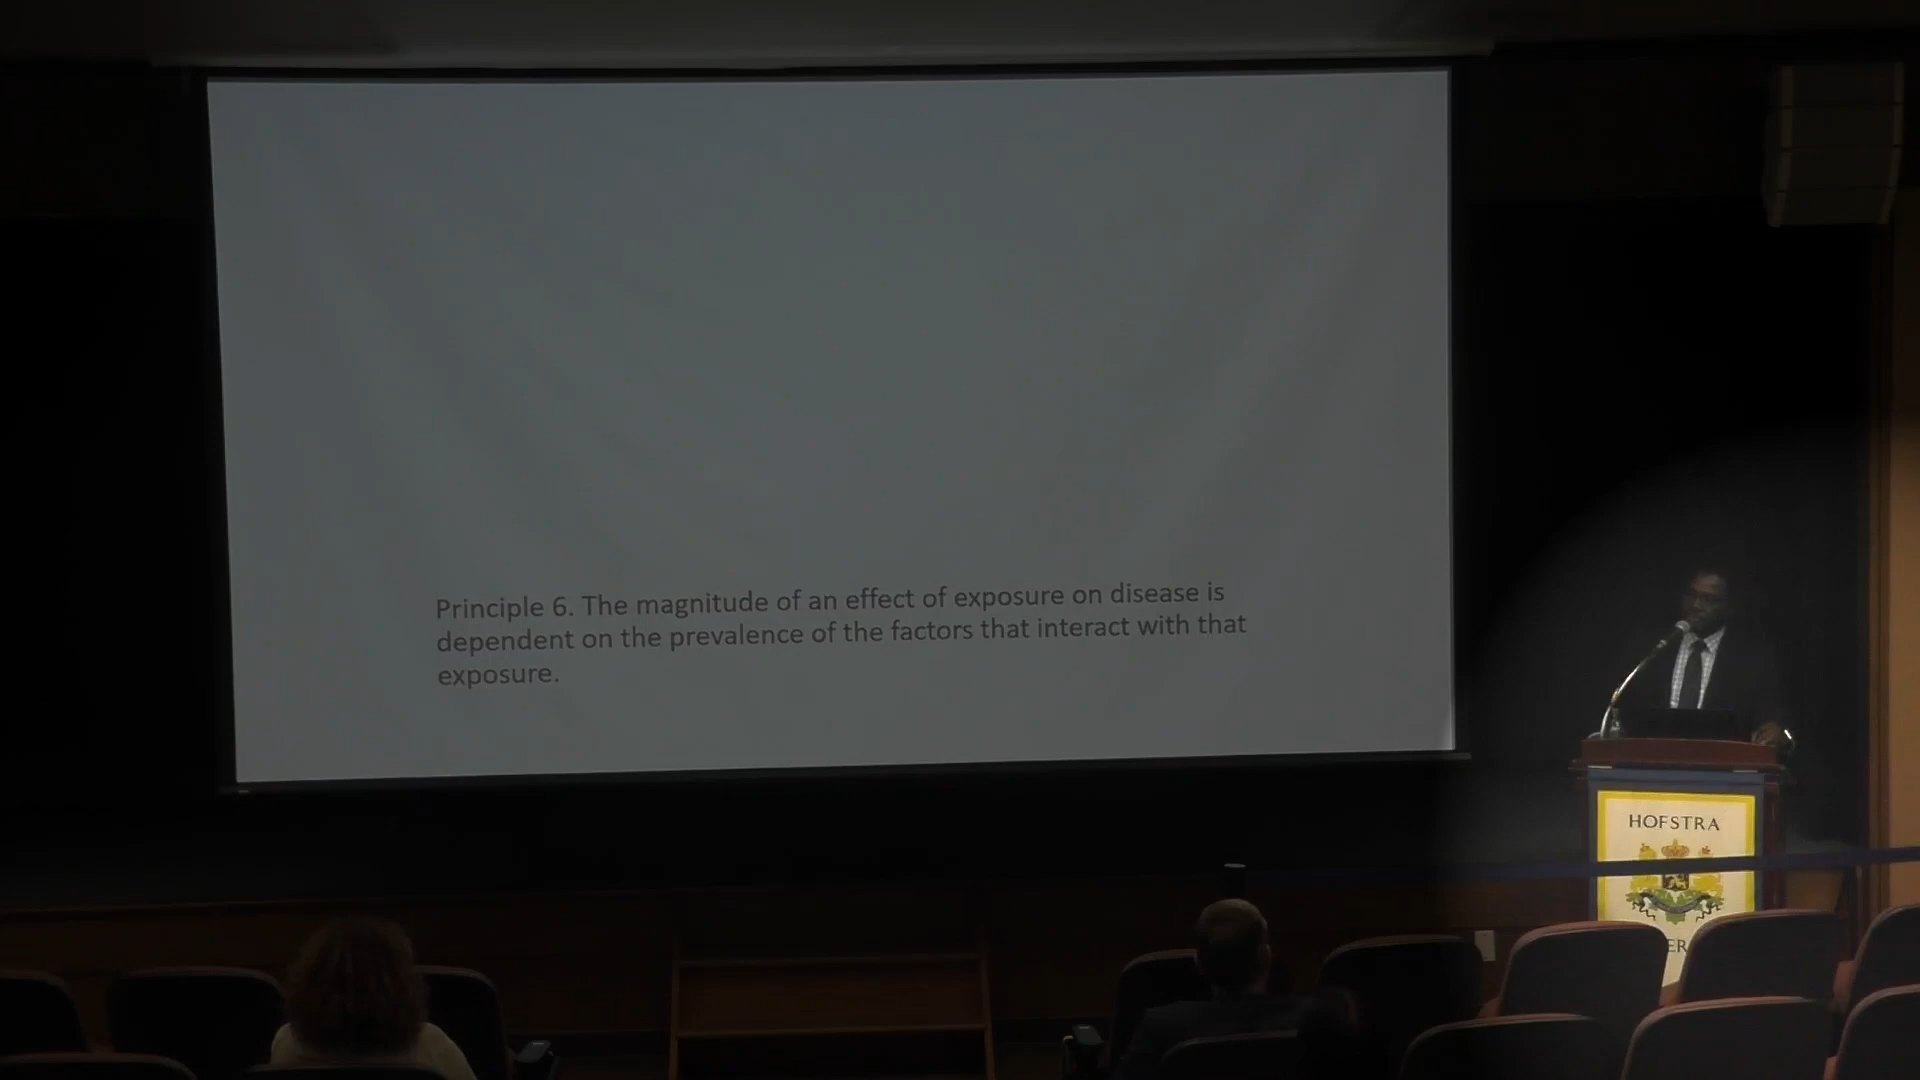 Principle 6. The magnitude of an effect of exposure on disease is
dependent on the prevalence of the factors that interact with that
exposure.
HOFSTRA
ER